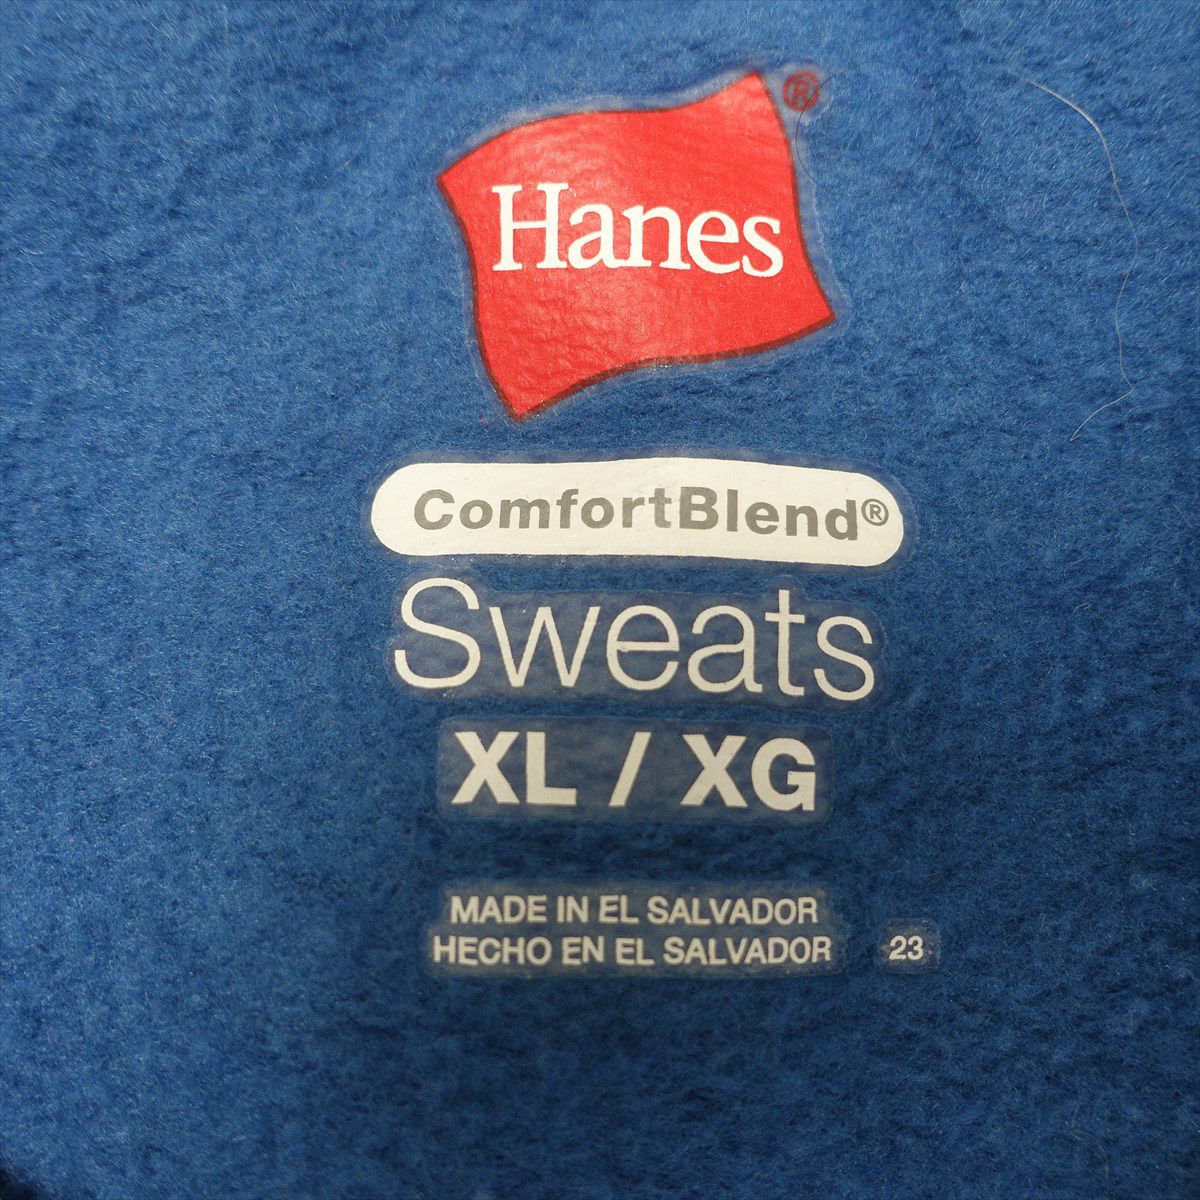 Hanes®
ComfortBlend®
Sweats
XL / XG
MADE IN EL SALVADOR
HECHO EN EL SALVADOR 23